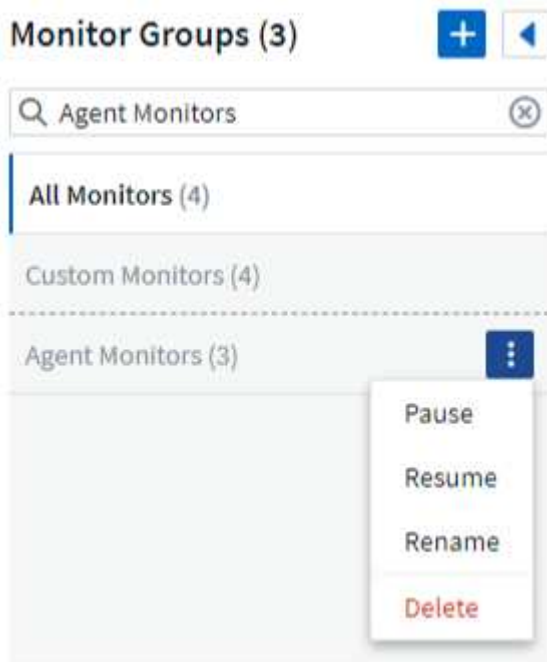 Monitor Groups (3)
Agent Monitors
All Monitors (4)
Custom Monitors (4)
Agent Monitors (3)
Pause
Resume
Rename
Delete